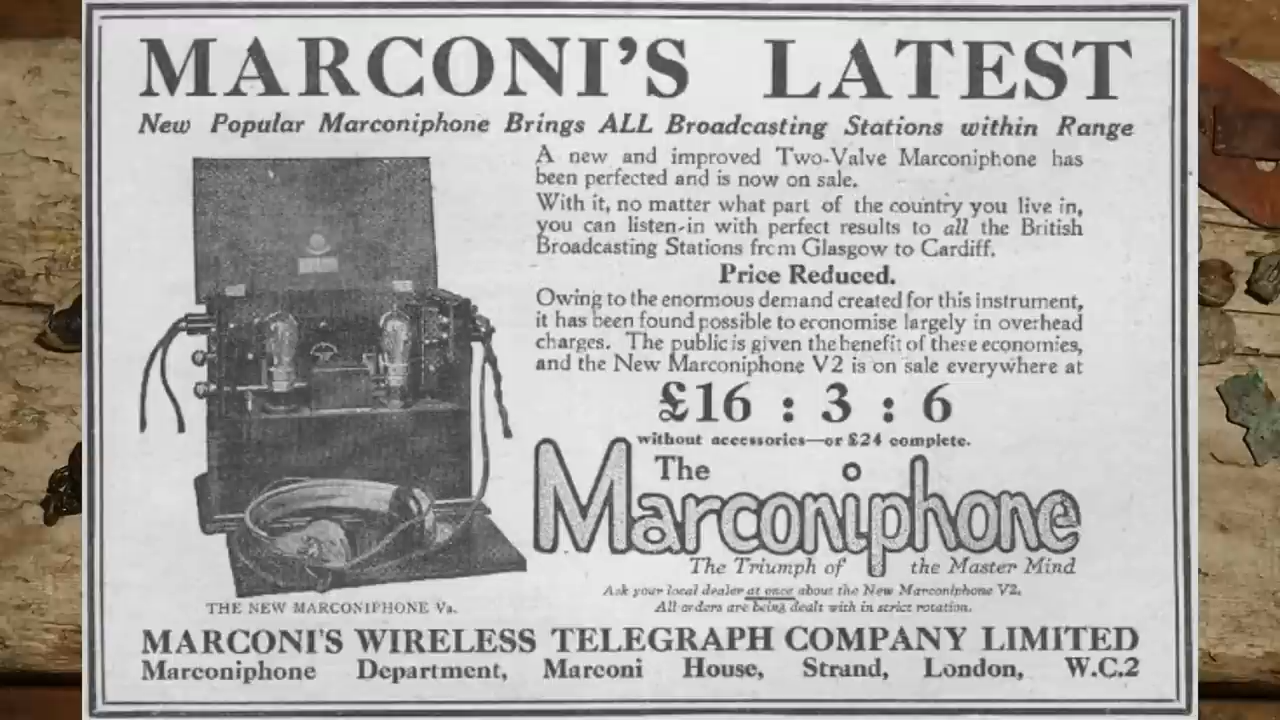 MARCONI'S LATEST
New Popular Marconiphone Brings ALL Broadcasting Stations within Range
A new and improved Two-Valve Marconiphone has
been perfected and is now on sale.
With it, no matter what part of the country you live in,
you can listen-in with perfect results to all the British
Broadcasting Stations from Glasgow to Cardiff.
Price Reduced.
Owing to the enormous demand created for this instrument,
it has been found possible to economise largely in overhead
charges. The public is given the benefit of these economies,
and the New Marconiphone V2 is on sale everywhere at
£16 : 3 : 6
without accessories—or £24 complete.
The
Marconiphone
The Triumph of the Master Mind
Ask your local dealer at once about the New Marconiphone V2.
All orders are being dealt with in strict rotation.
THE NEW MARCONIPHONE V2.
MARCONI'S WIRELESS TELEGRAPH COMPANY LIMITED
Marconiphone Department, Marconi House, Strand, London, W.C.2